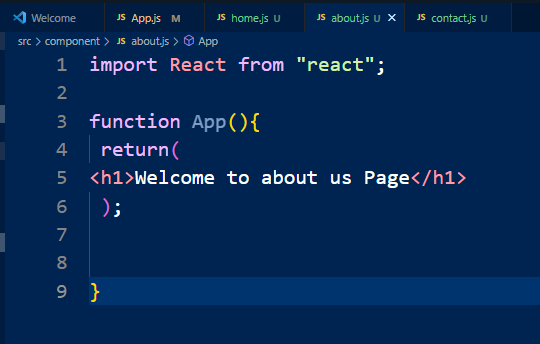 Welcome JS App.js M JS home.js U JS about.js U × JS contact.js U
src > component > JS about.js > App
1 import React from "react";
2
3 function App(){
4 return(
5 <h1>Welcome to about us Page</h1>
6 );
7
8
9 }